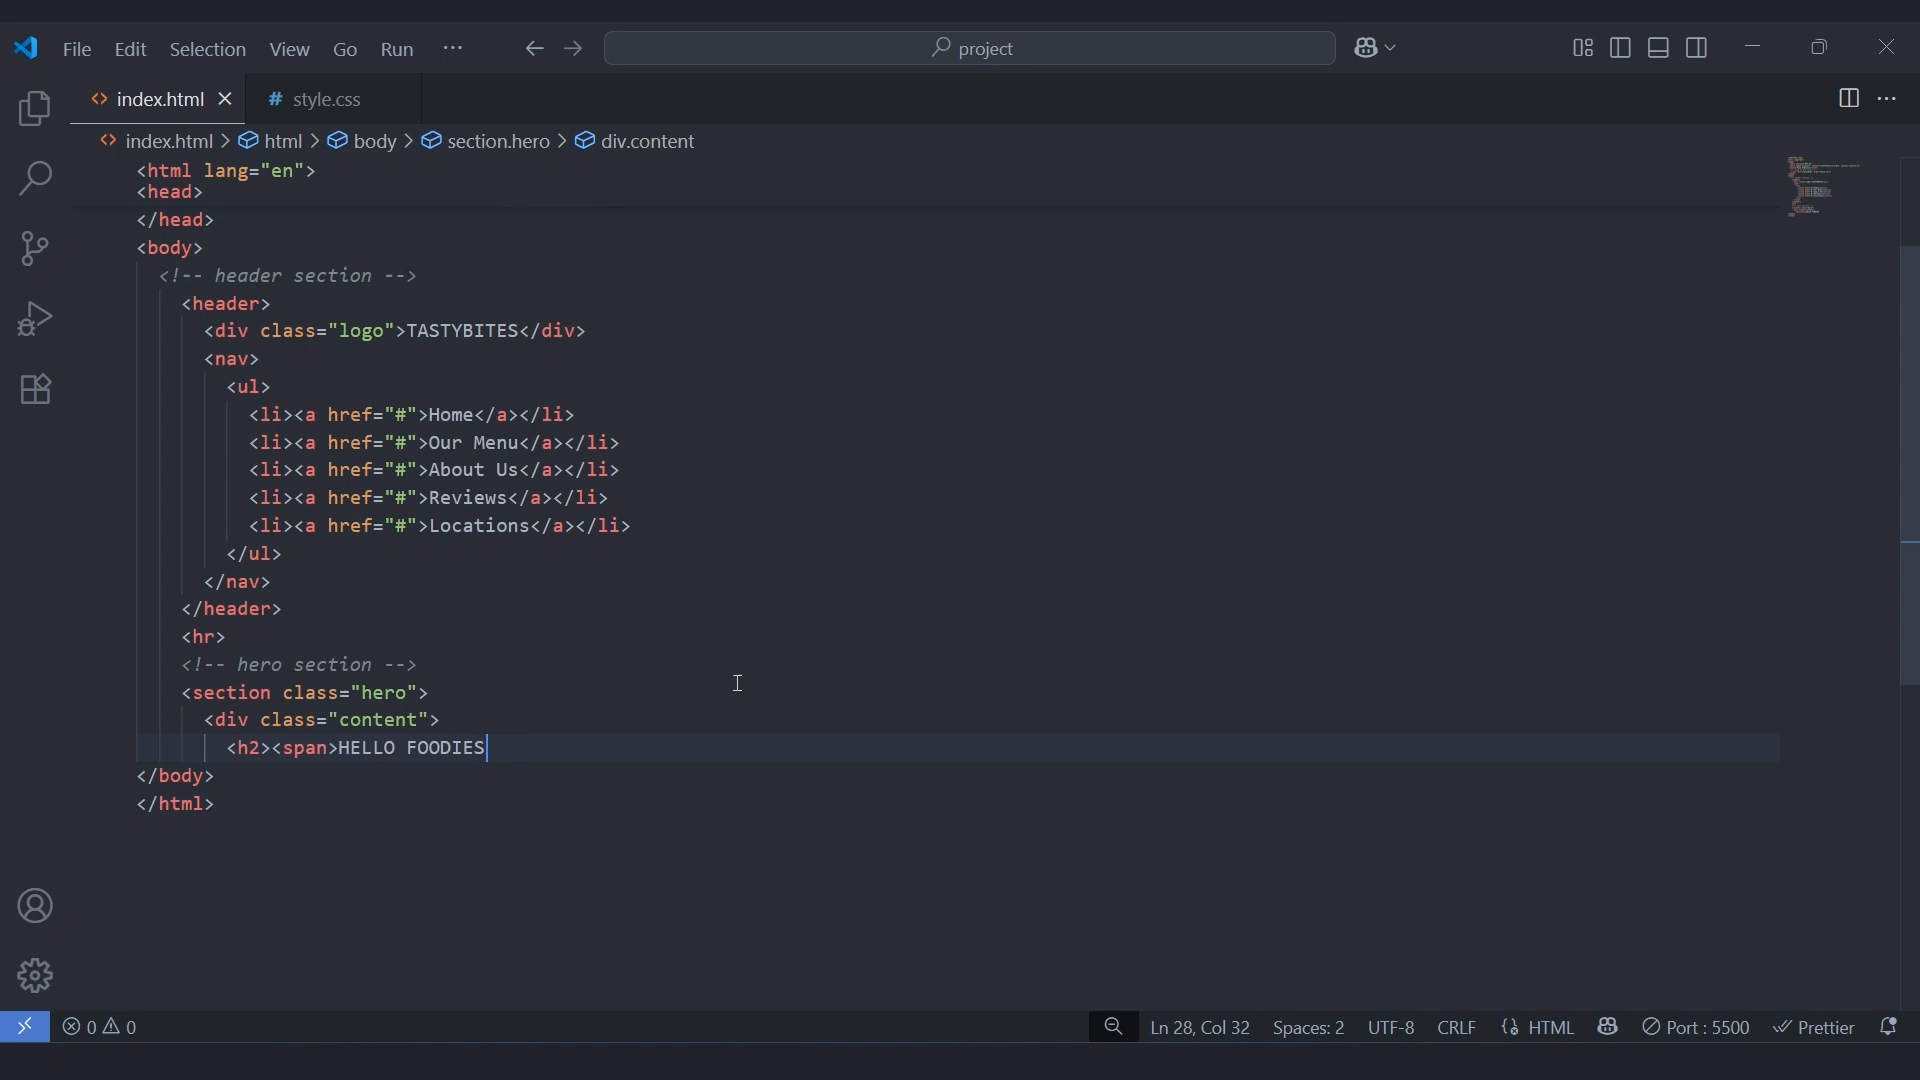 File Edit Selection View Go Run ··· project
index.html style.css
index.html > html > body > section.hero > div.content
<html lang="en">
<head>
</head>
<body>
<!-- header section -->
<header>
<div class="logo">TASTYBITES</div>
<nav>
<ul>
<li><a href="#">Home</a></li>
<li><a href="#">Our Menu</a></li>
<li><a href="#">About Us</a></li>
<li><a href="#">Reviews</a></li>
<li><a href="#">Locations</a></li>
</ul>
</nav>
</header>
<hr>
<!-- hero section -->
<section class="hero">
<div class="content">
<h2><span>HELLO FOODIES
</body>
</html>
0 0 Ln 28, Col 32 Spaces: 2 UTF-8 CRLF {} HTML Port : 5500 Prettier